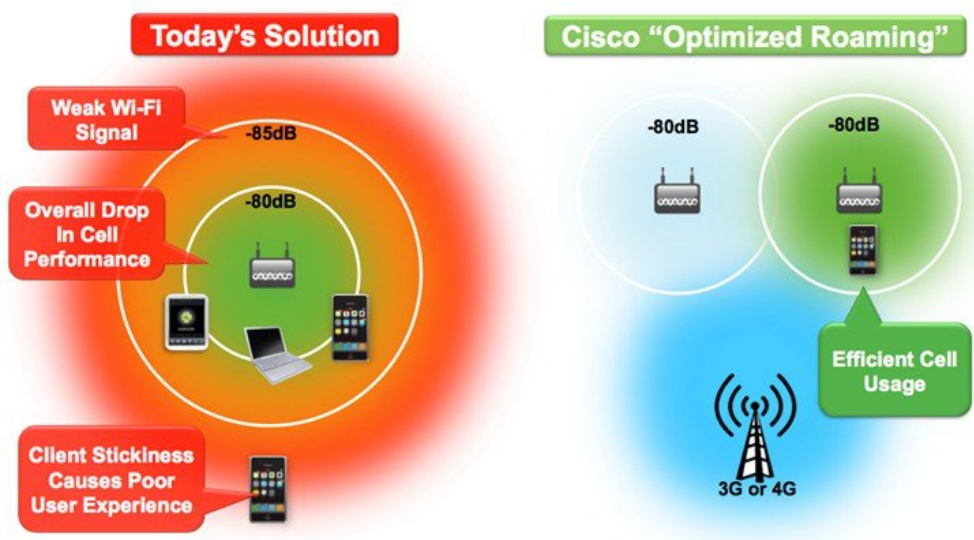 Today's Solution
Weak Wi-Fi
Signal
-85dB
-80dB
Overall Drop
In Cell
Performance
Client Stickiness
Causes Poor
User Experience
Cisco “Optimized Roaming”
-80dB
-80dB
Efficient Cell
Usage
3G or 4G